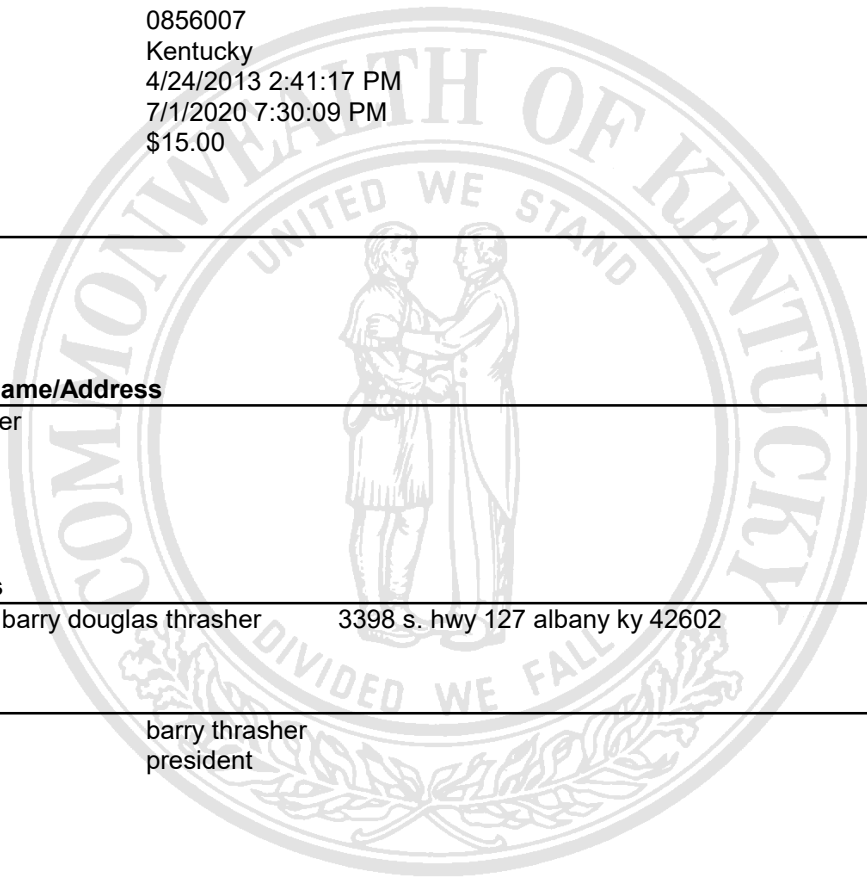 0856007
Kentucky
4/24/2013 2:41:17 PM
7/1/2020 7:30:09 PM
$15.00
COMMONWEALTH OF KENTUCKY
UNITED WE STAND
ame/Address
er
s
barry douglas thrasher 3398 s. hwy 127 albany ky 42602
DIVIDED WE FALL
barry thrasher
president